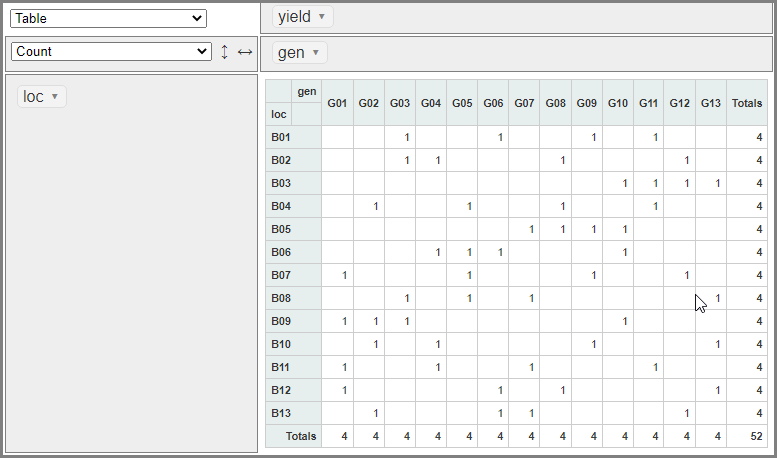 Table
yield ▾
Count ↕ ↔
gen ▾
loc ▾
gen G01 G02 G03 G04 G05 G06 G07 G08 G09 G10 G11 G12 G13 Totals
loc
B01 1 1 1 1 4
B02 1 1 1 1 4
B03 1 1 1 1 4
B04 1 1 1 1 4
B05 1 1 1 1 4
B06 1 1 1 1 4
B07 1 1 1 1 4
B08 1 1 1 1 4
B09 1 1 1 1 4
B10 1 1 1 1 4
B11 1 1 1 1 4
B12 1 1 1 1 4
B13 1 1 1 1 4
Totals 4 4 4 4 4 4 4 4 4 4 4 4 4 52